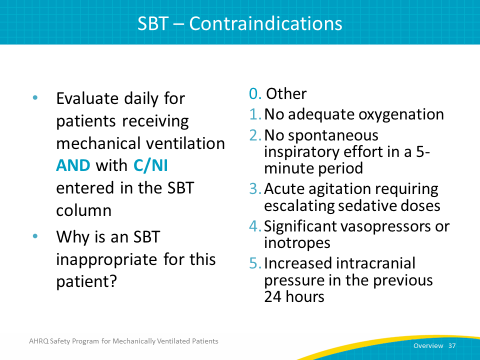 SBT – Contraindications
• Evaluate daily for
patients receiving
mechanical ventilation
AND with C/NI
entered in the SBT
column
• Why is an SBT
inappropriate for this
patient?
0. Other
1. No adequate oxygenation
2. No spontaneous
inspiratory effort in a 5-
minute period
3. Acute agitation requiring
escalating sedative doses
4. Significant vasopressors or
inotropes
5. Increased intracranial
pressure in the previous
24 hours
AHRQ Safety Program for Mechanically Ventilated Patients
Overview 37